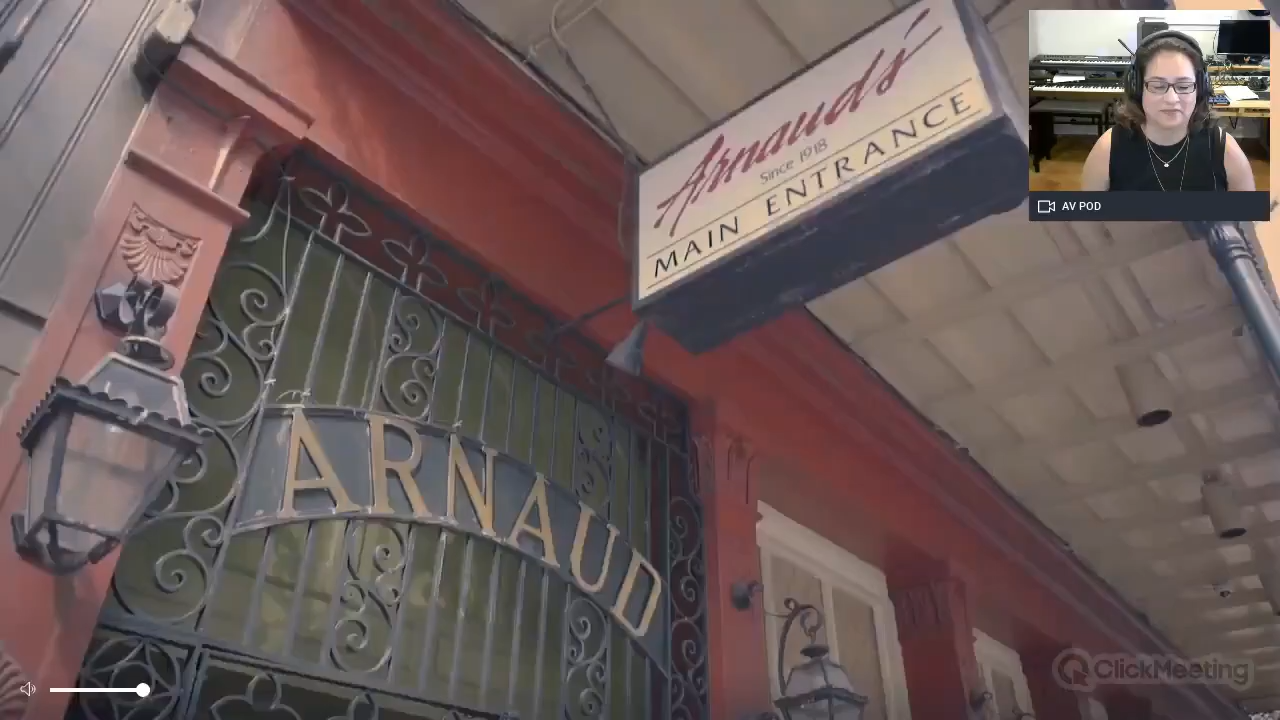 Arnaud's
Since 1918
MAIN ENTRANCE
ARNAUD
AV POD
ClickMeeting